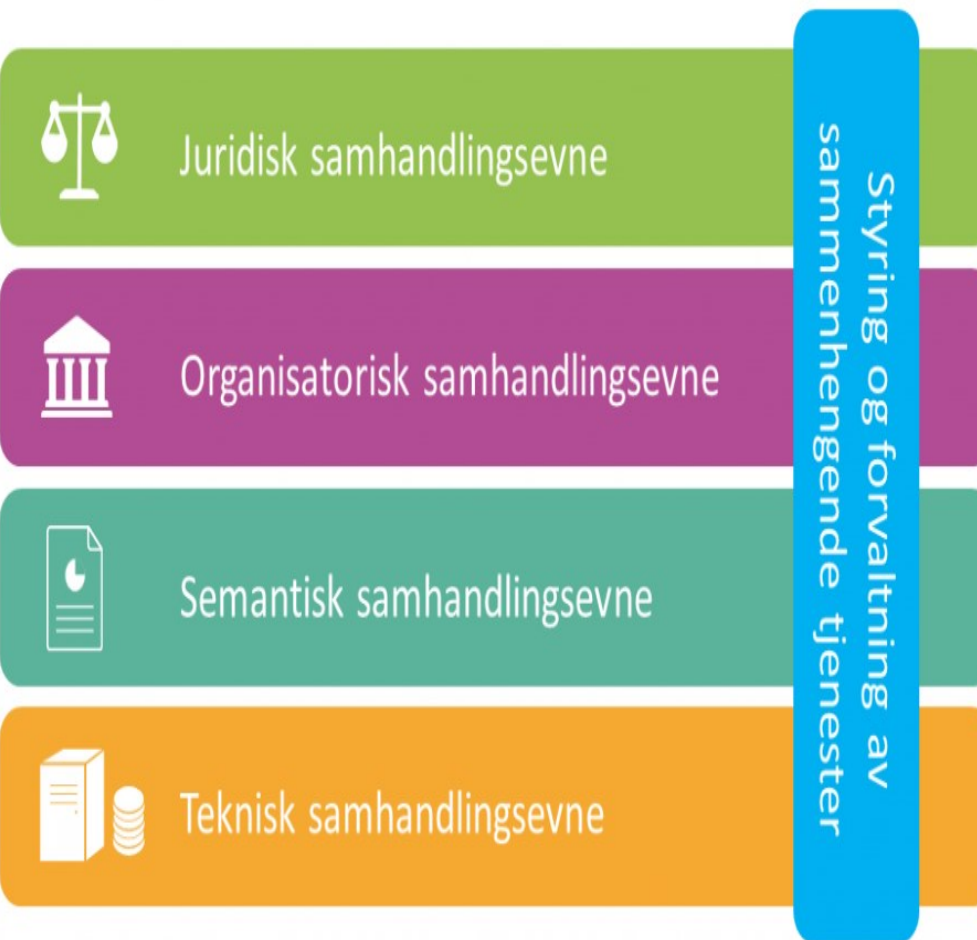 Juridisk samhandlingsevne
Organisatorisk samhandlingsevne
Semantisk samhandlingsevne
Teknisk samhandlingsevne
Styring og forvaltning av
sammenhengende tjenester